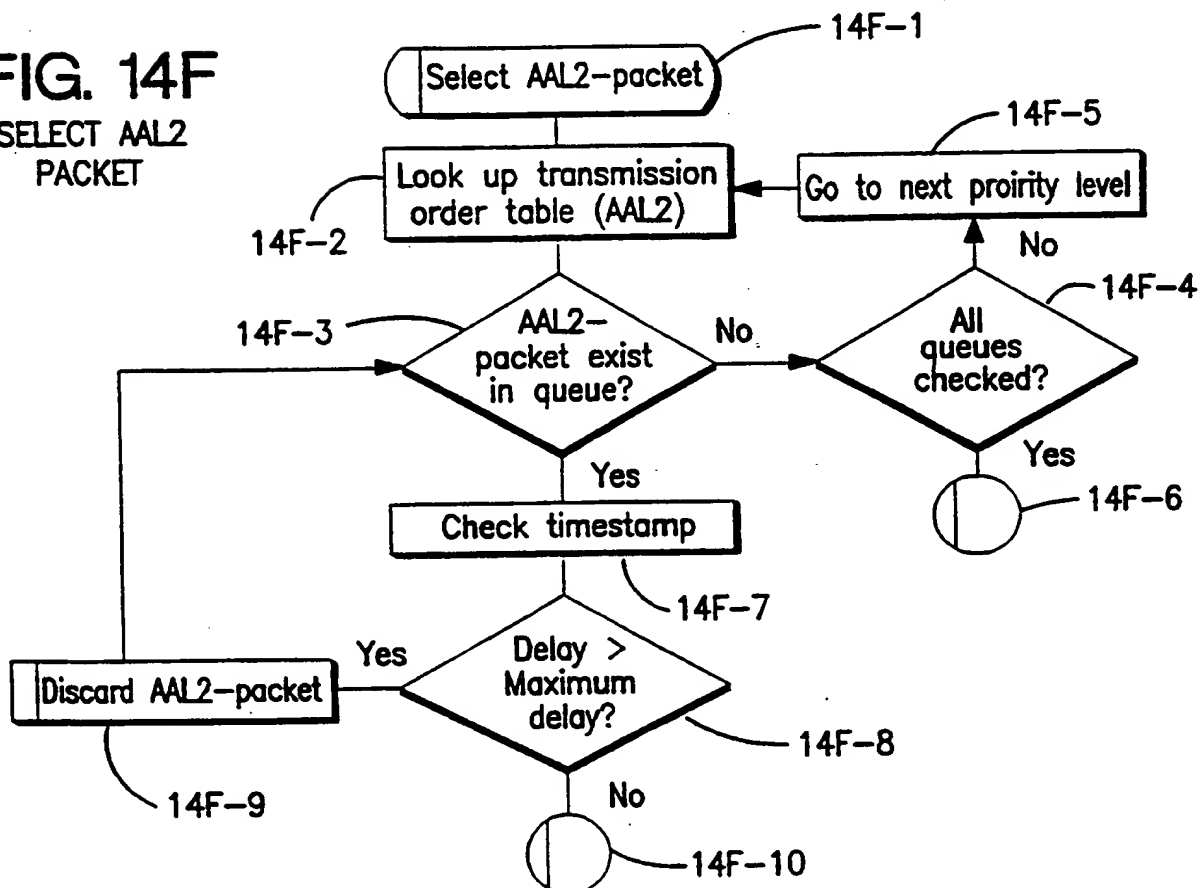 FIG. 14F
SELECT AAL2
PACKET
14F-1
Select AAL2-packet
14F-5
Look up transmission
order table (AAL2)
Go to next proirity level
14F-2
No
14F-4
14F-3
AAL2-
packet exist
in queue?
No
All
queues
checked?
Yes
Yes
14F-6
Check timestamp
14F-7
Yes
Delay >
Maximum
delay?
Discard AAL2-packet
14F-8
14F-9
No
14F-10